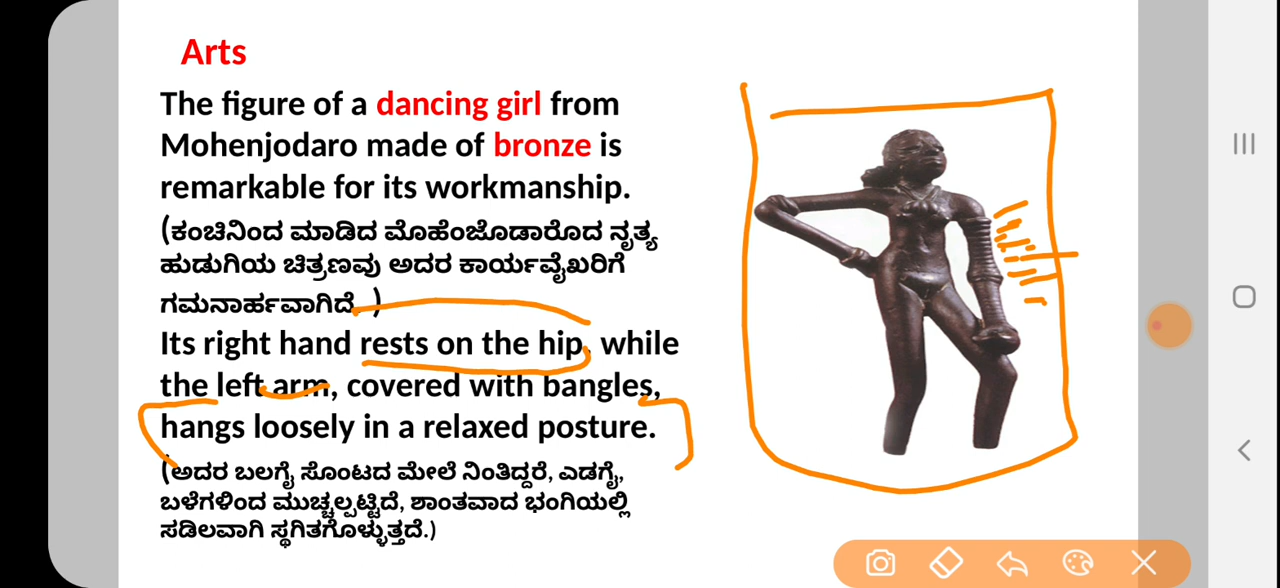 Arts
The figure of a dancing girl from
Mohenjodaro made of bronze is
remarkable for its workmanship.
(ಕಂಚಿನಿಂದ ಮಾಡಿದ ಮೊಹೆಂಜೊಡಾರೊದ ನೃತ್ಯ
ಹುಡುಗಿಯ ಚಿತ್ರಣವು ಅದರ ಕಾರ್ಯವೈಖರಿಗೆ
ಗಮನಾರ್ಹವಾಗಿದೆ. )
Its right hand rests on the hip, while
the left arm, covered with bangles,
hangs loosely in a relaxed posture.
(ಅದರ ಬಲಗೈ ಸೊಂಟದ ಮೇಲೆ ನಿಂತಿದ್ದರೆ, ಎಡಗೈ,
ಬಳೆಗಳಿಂದ ಮುಚ್ಚಲ್ಪಟ್ಟಿದೆ, ಶಾಂತವಾದ ಭಂಗಿಯಲ್ಲಿ
ಸಡಿಲವಾಗಿ ಸ್ಥಗಿತಗೊಳ್ಳುತ್ತದೆ.)